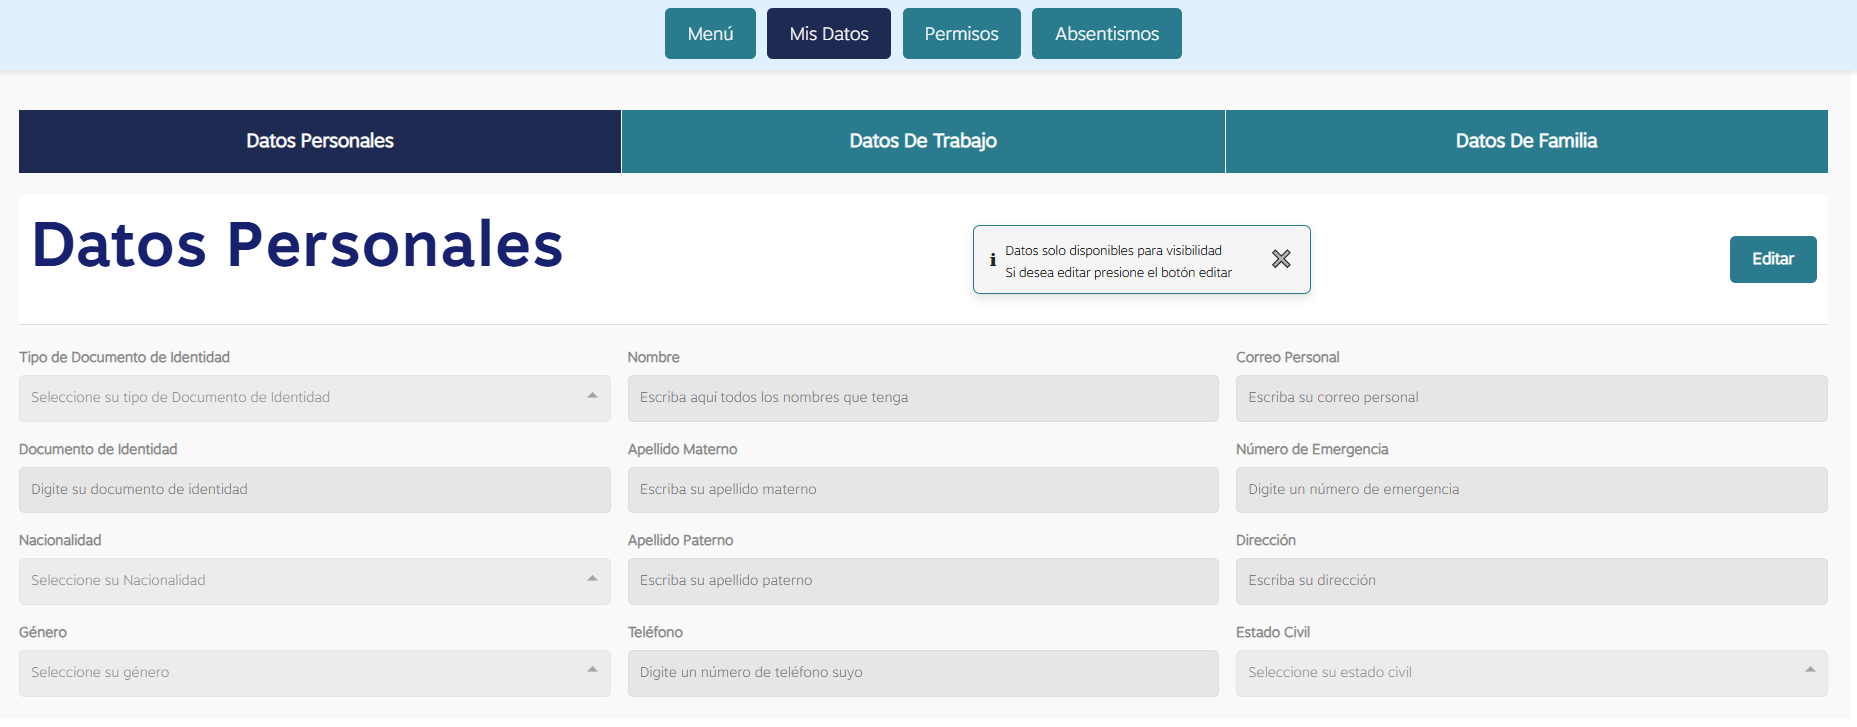 Menú
Mis Datos
Permisos
Absentismos
Datos Personales
Datos De Trabajo
Datos De Familia
Datos Personales
i
Datos solo disponibles para visibilidad
Si desea editar presione el botón editar
Editar
Tipo de Documento de Identidad
Seleccione su tipo de Documento de Identidad
Nombre
Escriba aquí todos los nombres que tenga
Correo Personal
Escriba su correo personal
Documento de Identidad
Digite su documento de identidad
Apellido Materno
Escriba su apellido materno
Número de Emergencia
Digite un número de emergencia
Nacionalidad
Seleccione su Nacionalidad
Apellido Paterno
Escriba su apellido paterno
Dirección
Escriba su dirección
Género
Seleccione su género
Teléfono
Digite un número de teléfono suyo
Estado Civil
Seleccione su estado civil